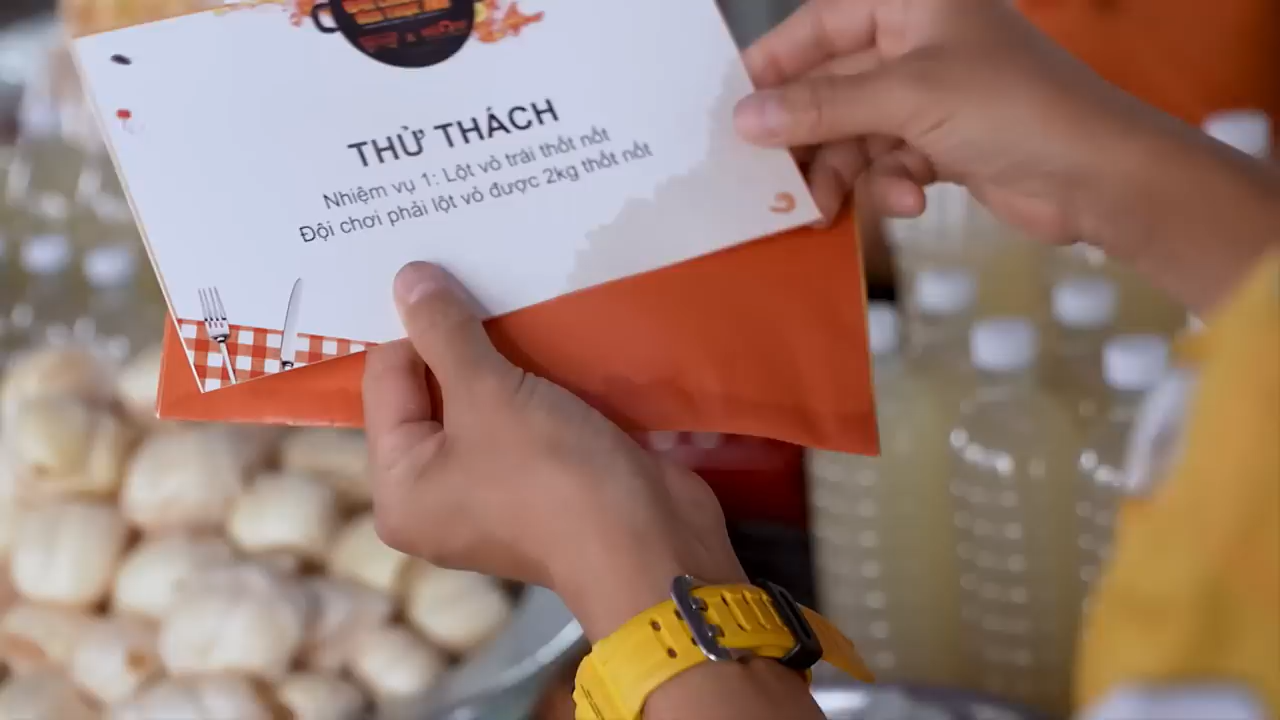 THỬ THÁCH
Nhiệm vụ 1: Lột vỏ trái thốt nốt
Đội chơi phải lột vỏ được 2kg thốt nốt